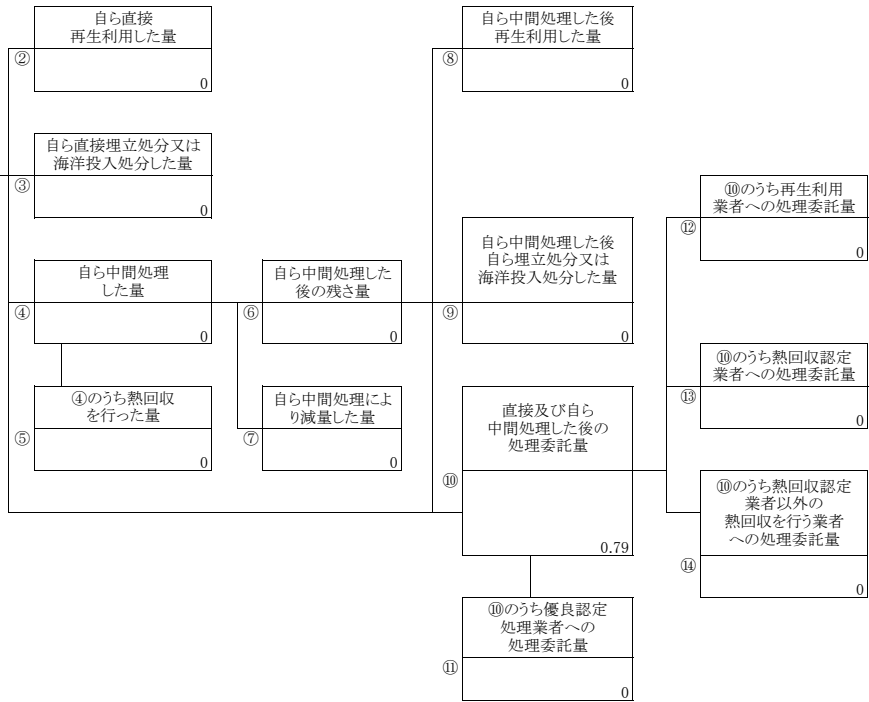 自ら直接
再生利用した量
②
0
自ら中間処理した後
再生利用した量
⑧
0
自ら直接埋立処分又は
海洋投入処分した量
③
0
⑩のうち再生利用
業者への処理委託量
⑫
0
自ら中間処理した後
自ら埋立処分又は
海洋投入処分した量
⑨
0
自ら中間処理
した量
④
0
自ら中間処理した
後の残さ量
⑥
0
⑩のうち熱回収認定
業者への処理委託量
⑬
0
④のうち熱回収
を行った量
⑤
0
自ら中間処理によ
り減量した量
⑦
0
直接及び自ら
中間処理した後の
処理委託量
⑩
0.79
⑩のうち熱回収認定
業者以外の
熱回収を行う業者
への処理委託量
⑭
0
⑩のうち優良認定
処理業者への
処理委託量
⑪
0